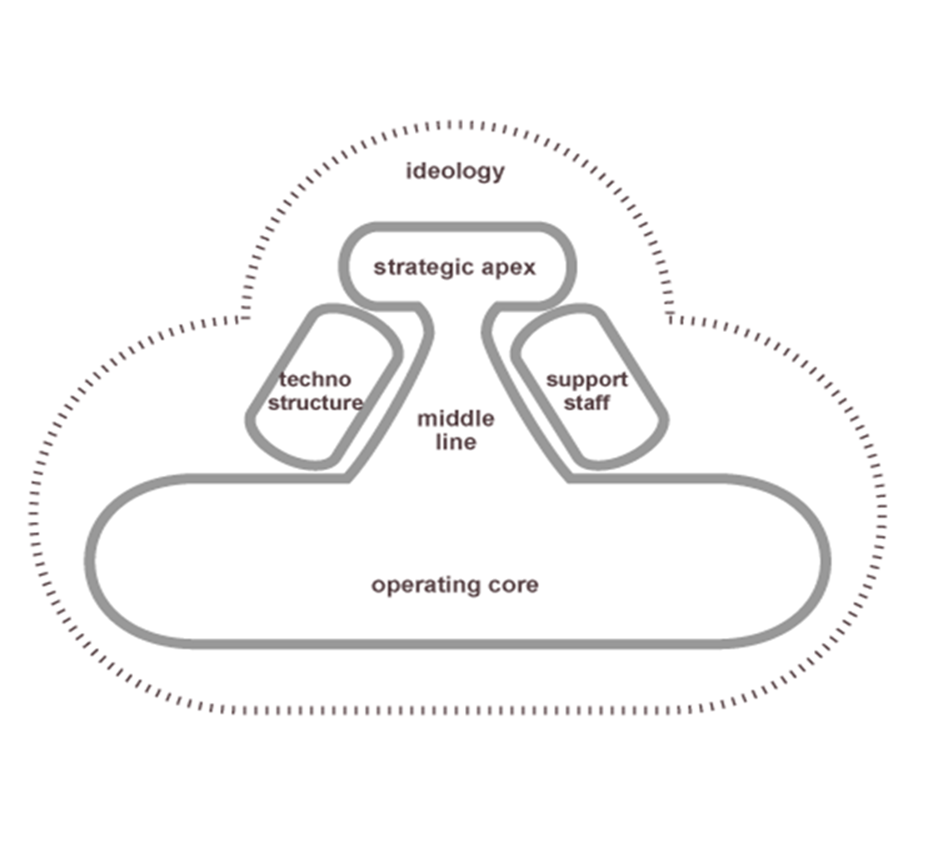 ideology
strategic apex
techno
structure
middle
line
support
staff
operating core